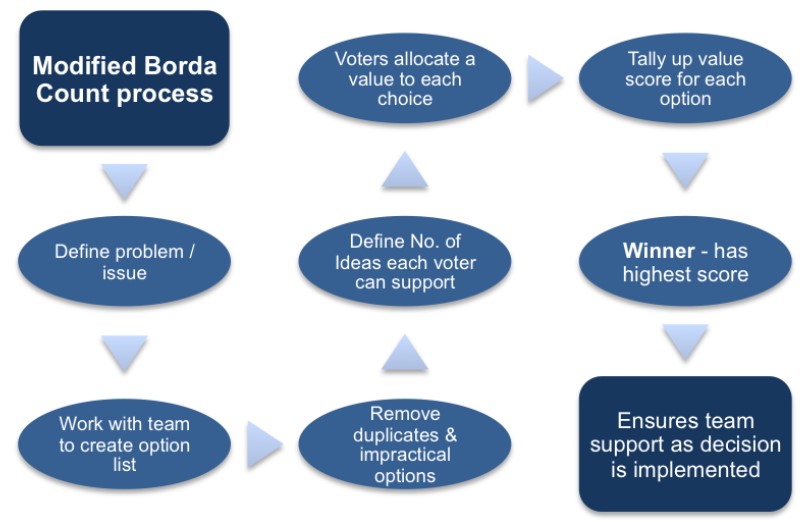 Modified Borda
Count process
Define problem /
issue
Work with team
to create option
list
Remove
duplicates &
impractical
options
Define No. of
Ideas each voter
can support
Voters allocate a
value to each
choice
Tally up value
score for each
option
Winner - has
highest score
Ensures team
support as decision
is implemented